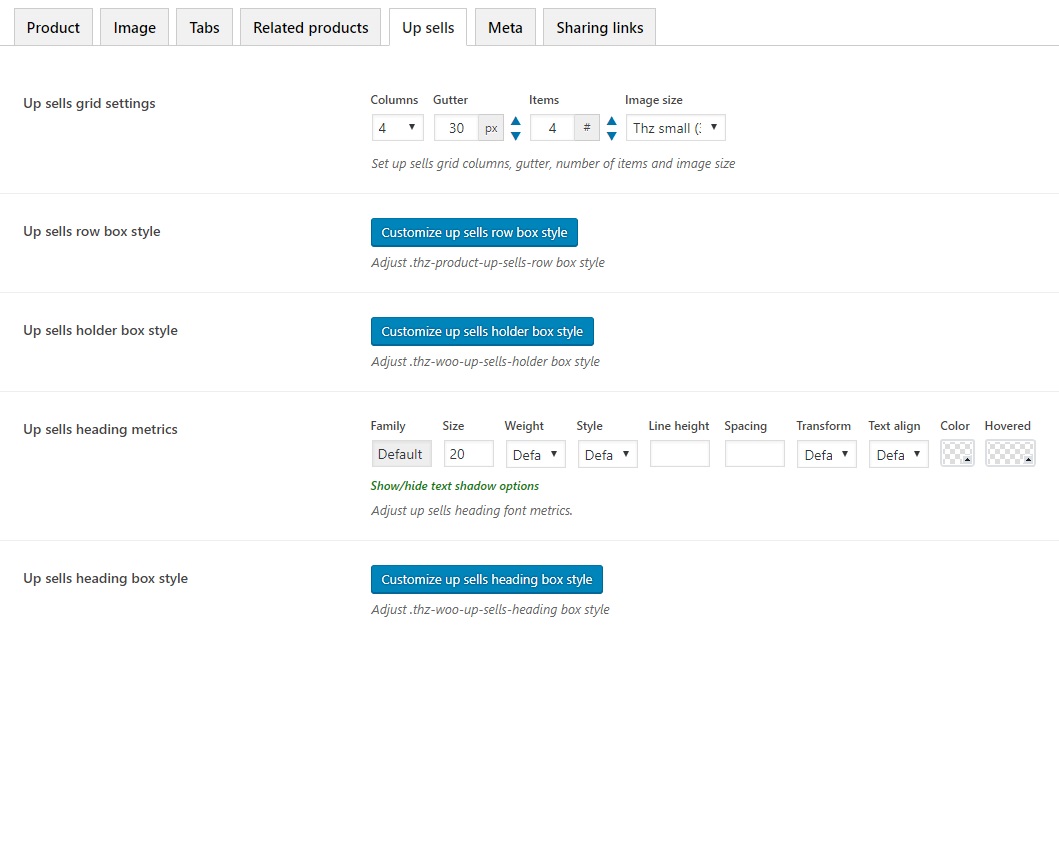 Product Image Tabs Related products Up sells Meta Sharing links
Up sells grid settings
Columns Gutter Items Image size
4 30 px 4 # Thz small (
Set up sells grid columns, gutter, number of items and image size
Up sells row box style
Customize up sells row box style
Adjust .thz-product-up-sells-row box style
Up sells holder box style
Customize up sells holder box style
Adjust .thz-woo-up-sells-holder box style
Up sells heading metrics
Family Size Weight Style Line height Spacing Transform Text align Color Hovered
Default 20 Defa Defa Defa Defa
Show/hide text shadow options
Adjust up sells heading font metrics.
Up sells heading box style
Customize up sells heading box style
Adjust .thz-woo-up-sells-heading box style